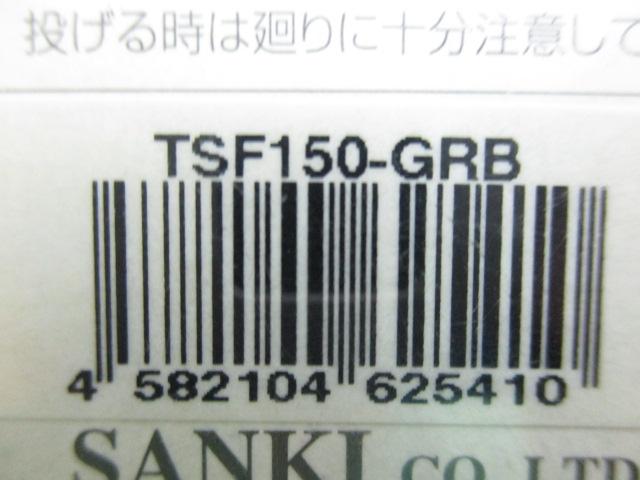 投げる時は廻りに十分注意して
TSF150-GRB
4 582104 625410
SANKI CO.,LTD